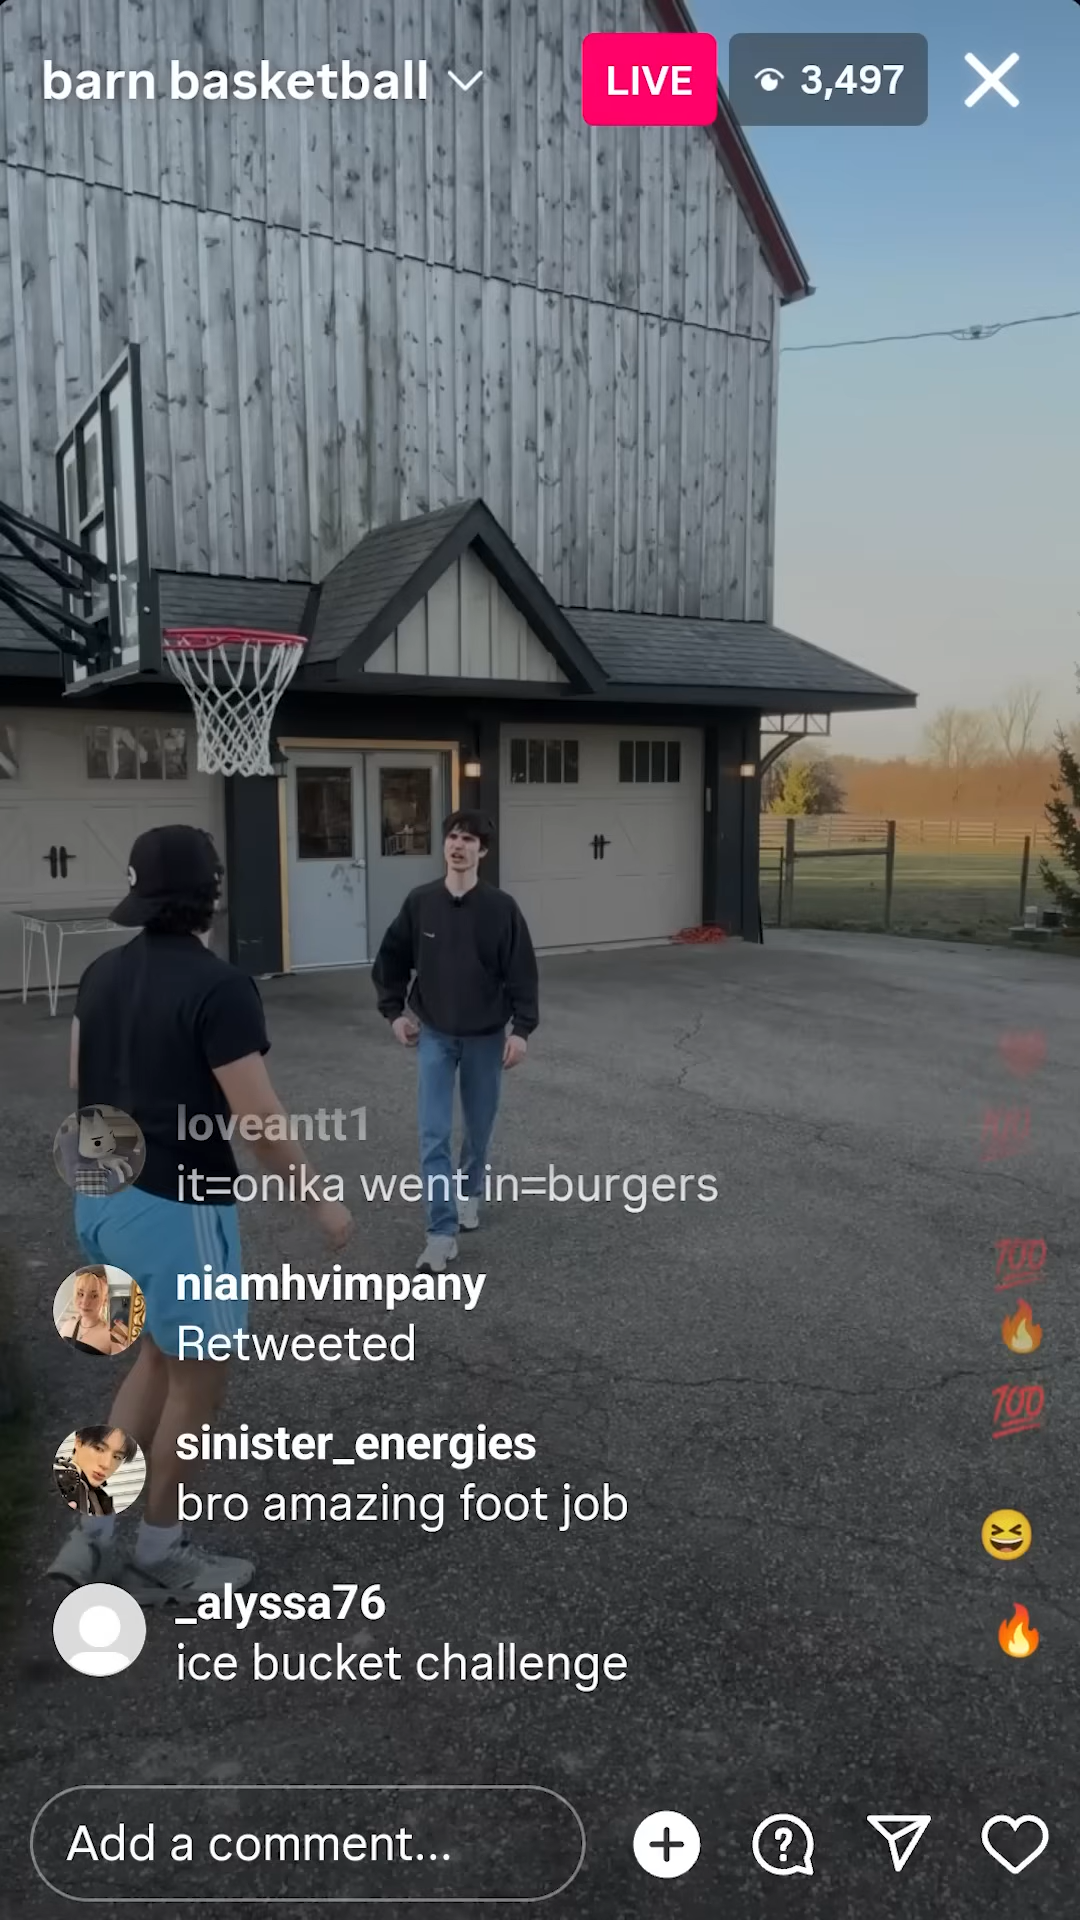 barn basketball
LIVE
3,497
loveantt1
it=onika went in=burgers
niamhvimpany
Retweeted
sinister_energies
bro amazing foot job
_alyssa76
ice bucket challenge
Add a comment...